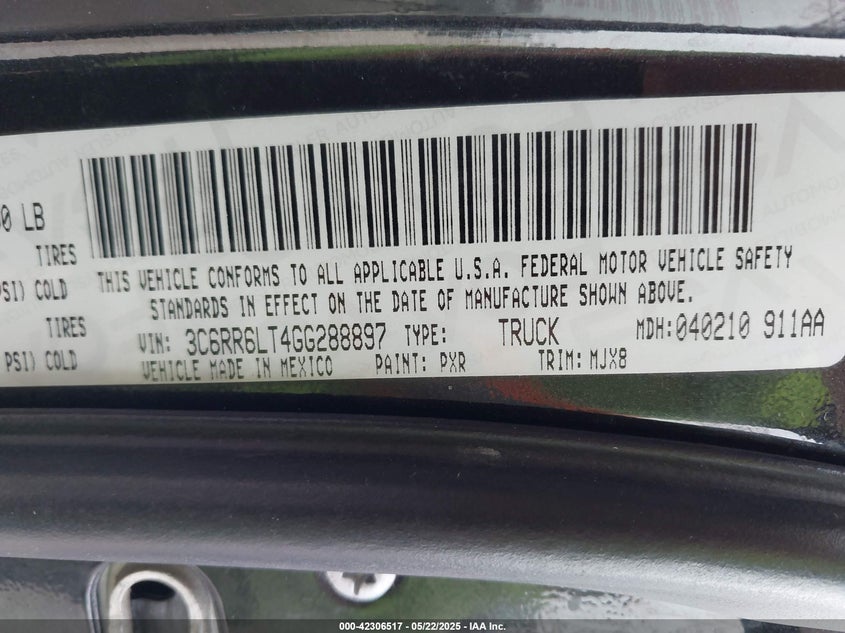 0 LB
TIRES
PSI) COLD
TIRES
PSI) COLD
THIS VEHICLE CONFORMS TO ALL APPLICABLE U.S.A. FEDERAL MOTOR VEHICLE SAFETY
STANDARDS IN EFFECT ON THE DATE OF MANUFACTURE SHOWN ABOVE.
VIN: 3C6RR6LT4GG288897 TYPE: TRUCK MDH:040210 911AA
VEHICLE MADE IN MEXICO PAINT: PXR TRIM: MJX8
000-42306517 - 05/22/2025 - IAA Inc.